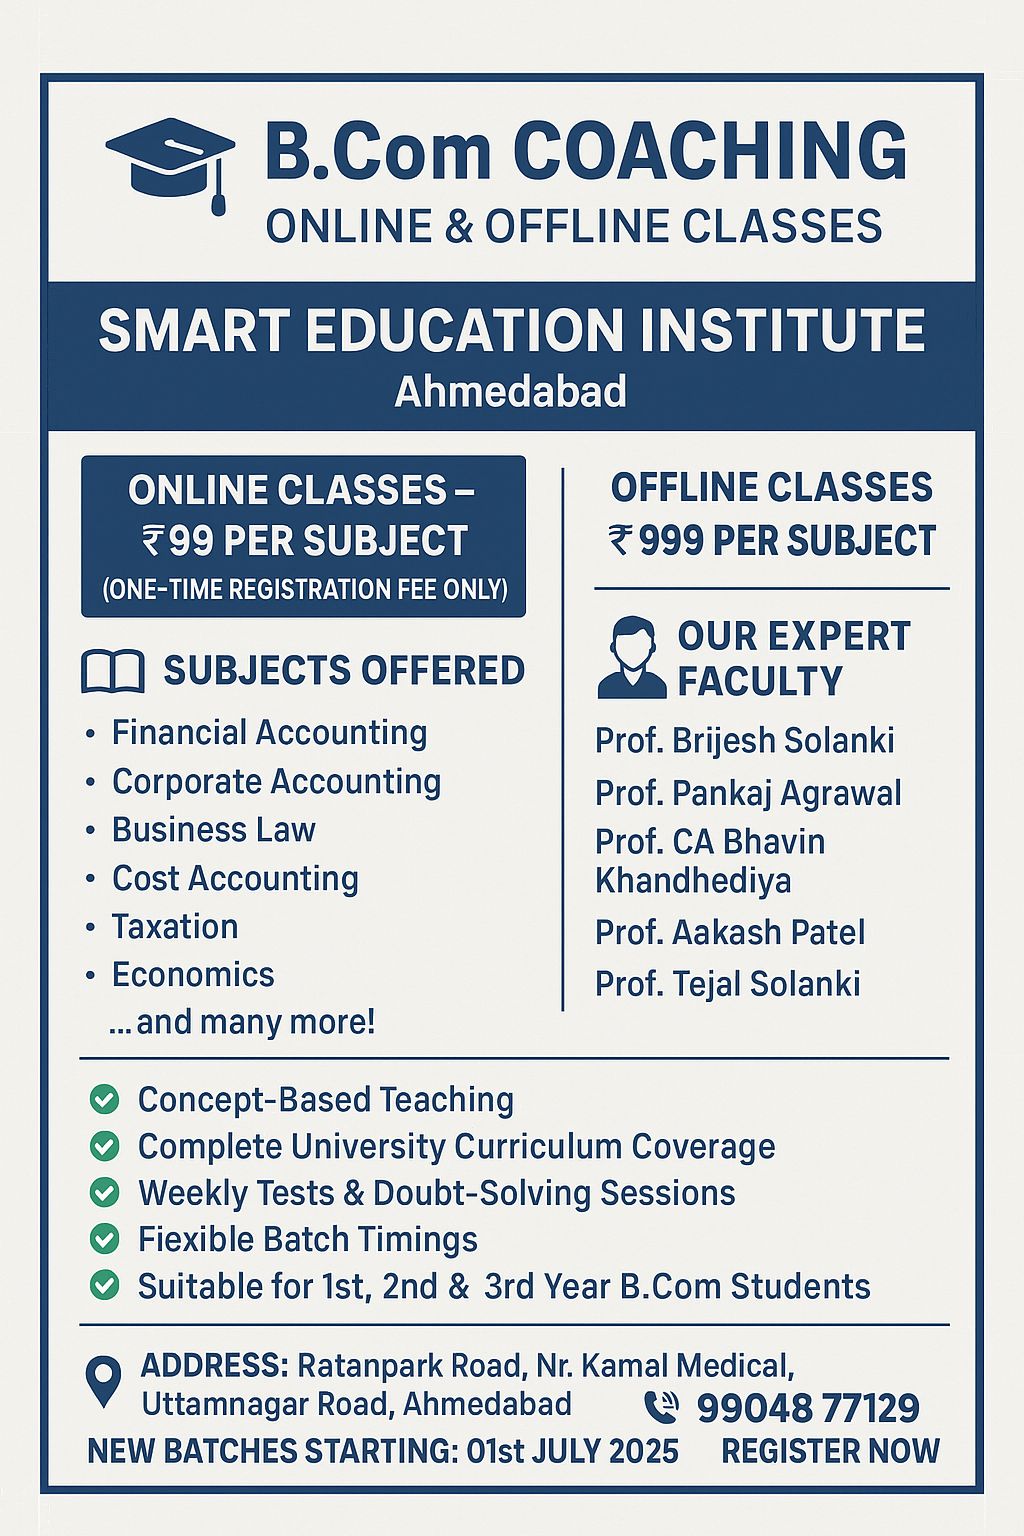 B.Com COACHING
ONLINE & OFFLINE CLASSES
SMART EDUCATION INSTITUTE
Ahmedabad
ONLINE CLASSES –
₹99 PER SUBJECT
(ONE-TIME REGISTRATION FEE ONLY)
SUBJECTS OFFERED
• Financial Accounting
• Corporate Accounting
• Business Law
• Cost Accounting
• Taxation
• Economics
...and many more!
OFFLINE CLASSES
₹999 PER SUBJECT
OUR EXPERT
FACULTY
Prof. Brijesh Solanki
Prof. Pankaj Agrawal
Prof. CA Bhavin
Khandhediya
Prof. Aakash Patel
Prof. Tejal Solanki
Concept-Based Teaching
Complete University Curriculum Coverage
Weekly Tests & Doubt-Solving Sessions
Fiexible Batch Timings
Suitable for 1st, 2nd & 3rd Year B.Com Students
ADDRESS: Ratanpark Road, Nr. Kamal Medical,
Uttamnagar Road, Ahmedabad
99048 77129
NEW BATCHES STARTING: 01st JULY 2025
REGISTER NOW